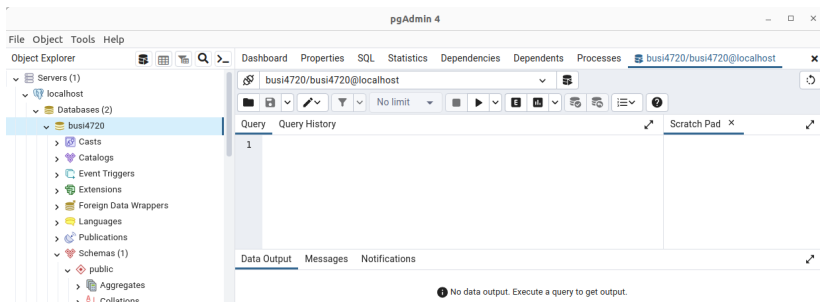 pgAdmin 4
File Object Tools Help
Object Explorer
Dashboard Properties SQL Statistics Dependencies Dependents Processes busi4720/busi4720@localhost
Servers (1)
localhost
Databases (2)
busi4720
Casts
Catalogs
Event Triggers
Extensions
Foreign Data Wrappers
Languages
Publications
Schemas (1)
public
Aggregates
Collations
busi4720/busi4720@localhost
No limit
E
Query Query History
Scratch Pad
1
Data Output Messages Notifications
No data output. Execute a query to get output.